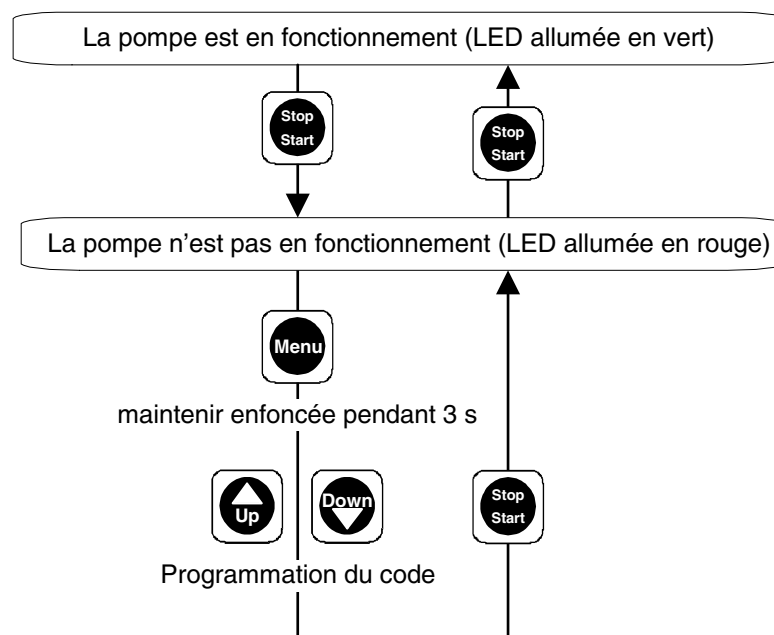 La pompe est en fonctionnement (LED allumée en vert)
Stop
Start
Stop
Start
La pompe n'est pas en fonctionnement (LED allumée en rouge)
Menu
maintenir enfoncée pendant 3 s
Up
Down
Stop
Start
Programmation du code